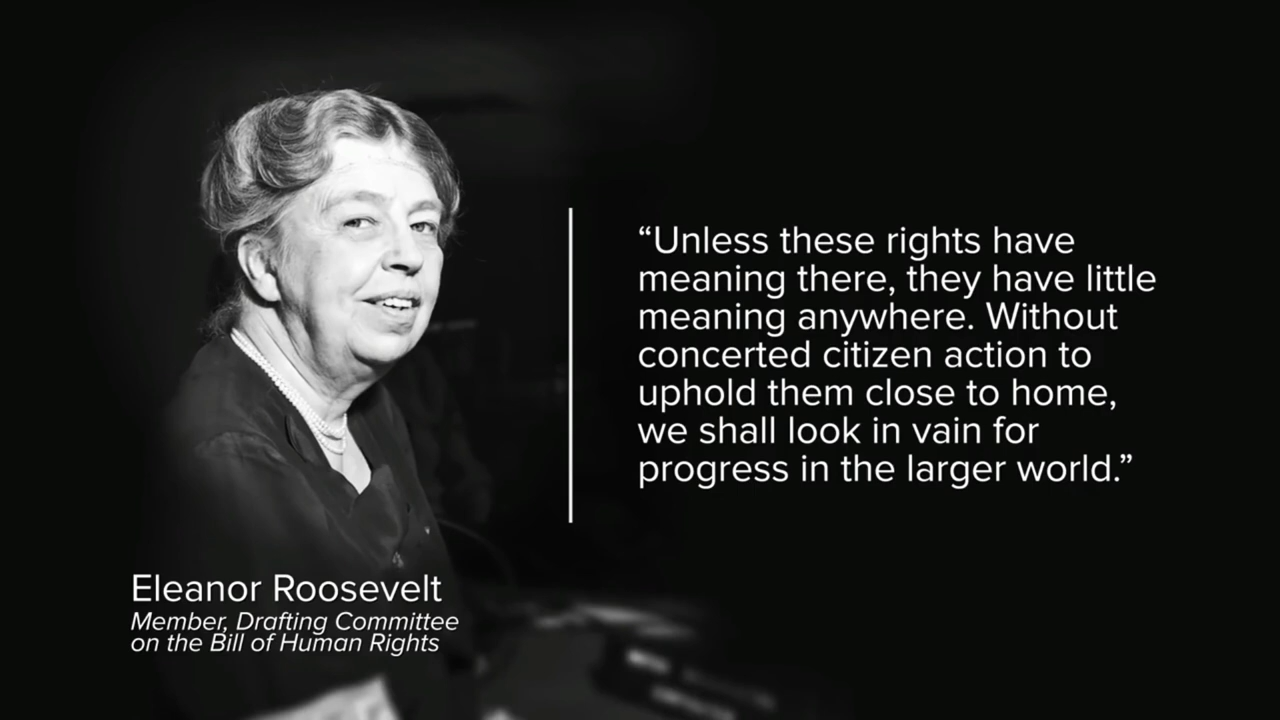 “Unless these rights have
meaning there, they have little
meaning anywhere. Without
concerted citizen action to
uphold them close to home,
we shall look in vain for
progress in the larger world.”
Eleanor Roosevelt
Member, Drafting Committee
on the Bill of Human Rights